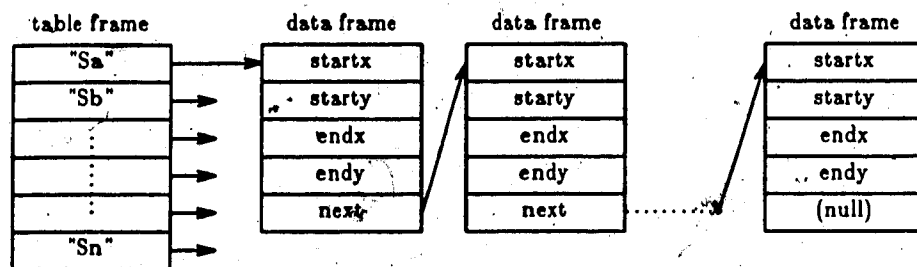 table frame
"Sa"
"Sb"
"Sn"
data frame
startx
starty
endx
endy
next
data frame
startx
starty
endx
endy
next
data frame
startx
starty
endx
endy
(null)